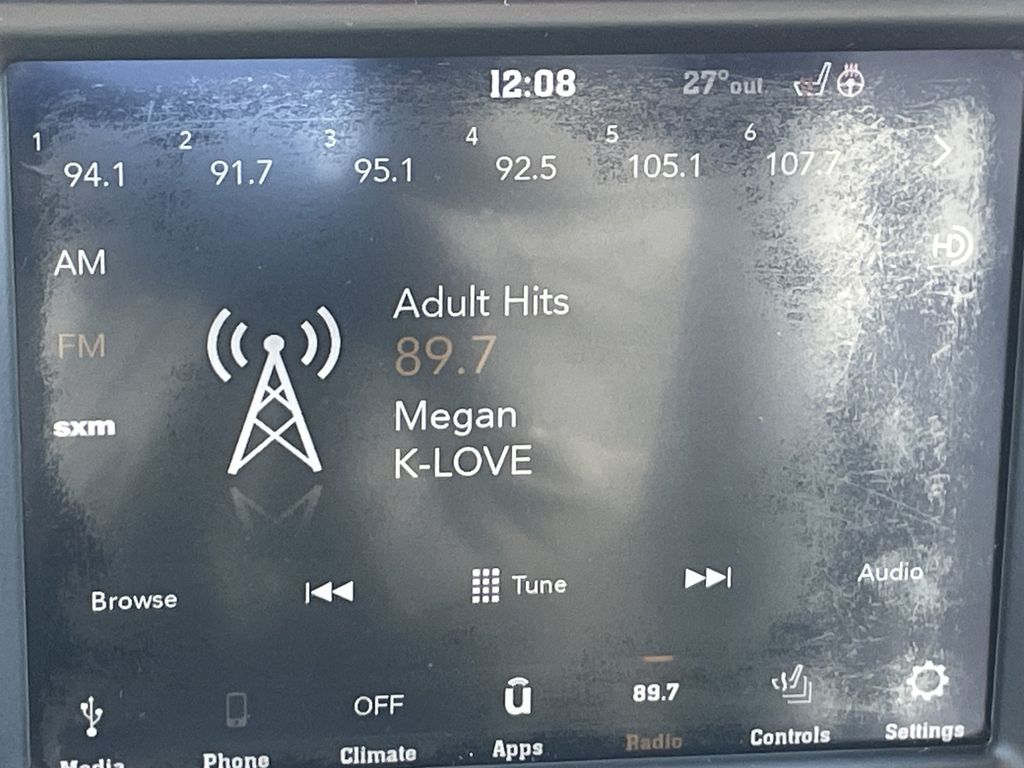 12:08 27° out
1 2 3 4 5 6
94.1 91.7 95.1 92.5 105.1 107.7
HD
AM
Adult Hits
FM
89.7
sxm
Megan
K-LOVE
Browse Tune Audio
OFF 89.7
Media Phone Climate Apps Radio Controls Settings